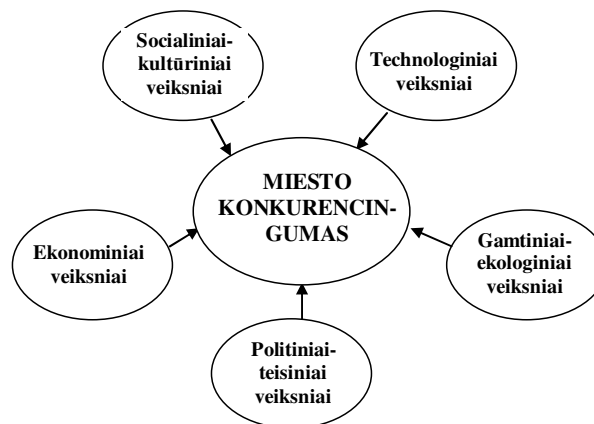 Socialiniai-
kultūriniai
veiksniai
Technologiniai
veiksniai
MIESTO
KONKURENCIN-
GUMAS
Ekonominiai
veiksniai
Gamtiniai-
ekologiniai
veiksniai
Politiniai-
teisiniai
veiksniai